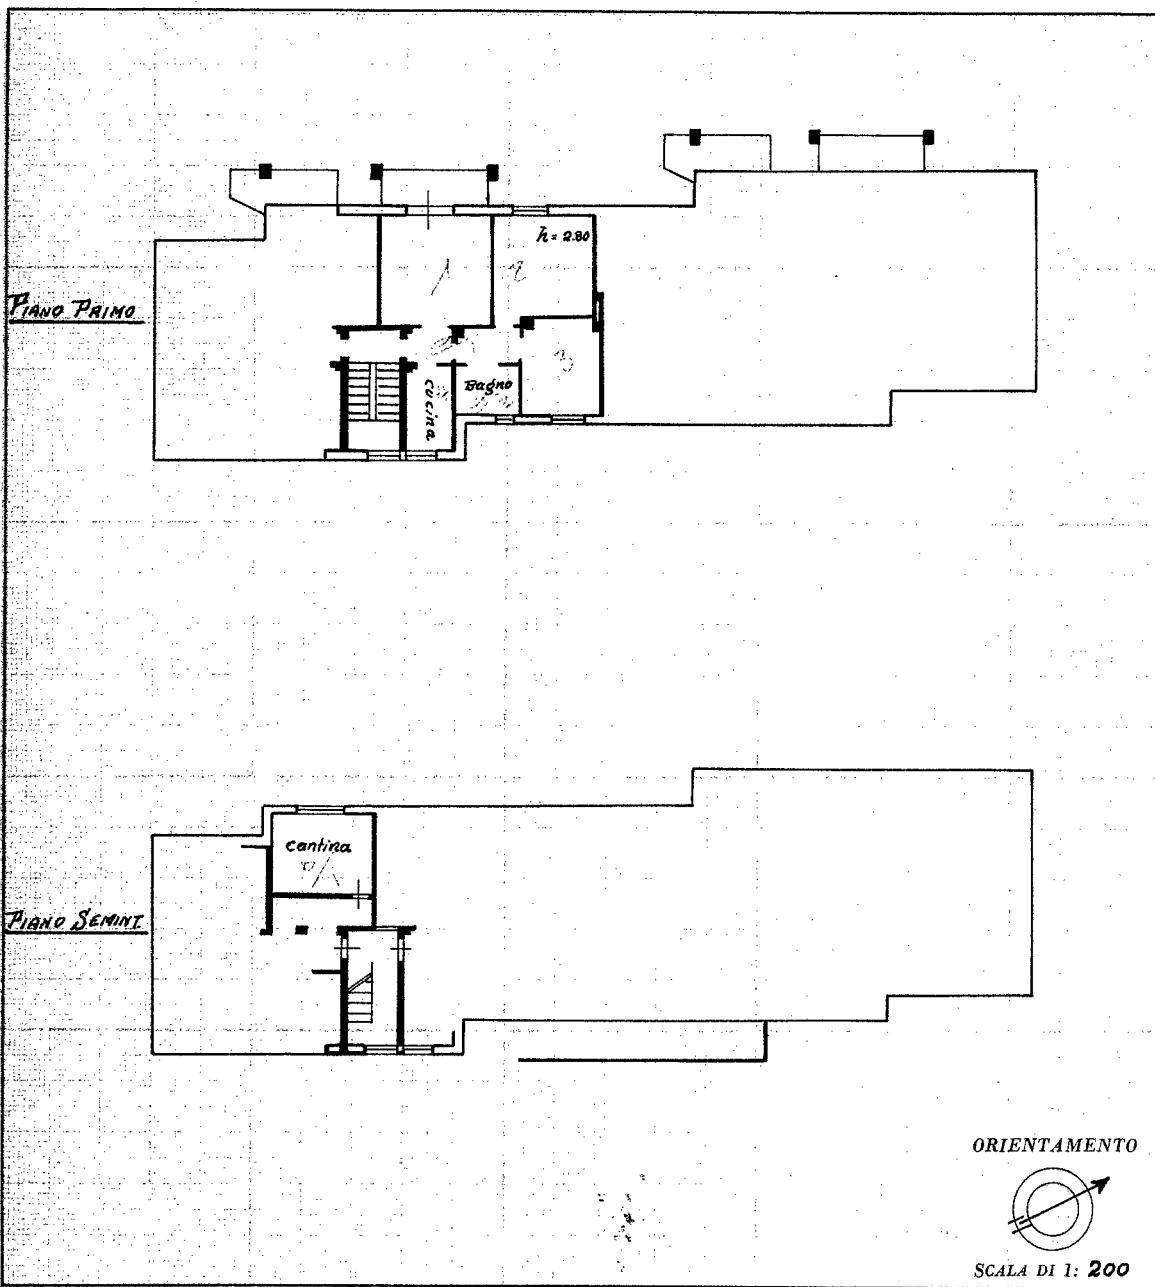 h = 2.80
1
2
PIANO PRIMO
3
Bagno
cucina
cantina
PIANO SEMINT.
ORIENTAMENTO
SCALA DI 1: 200